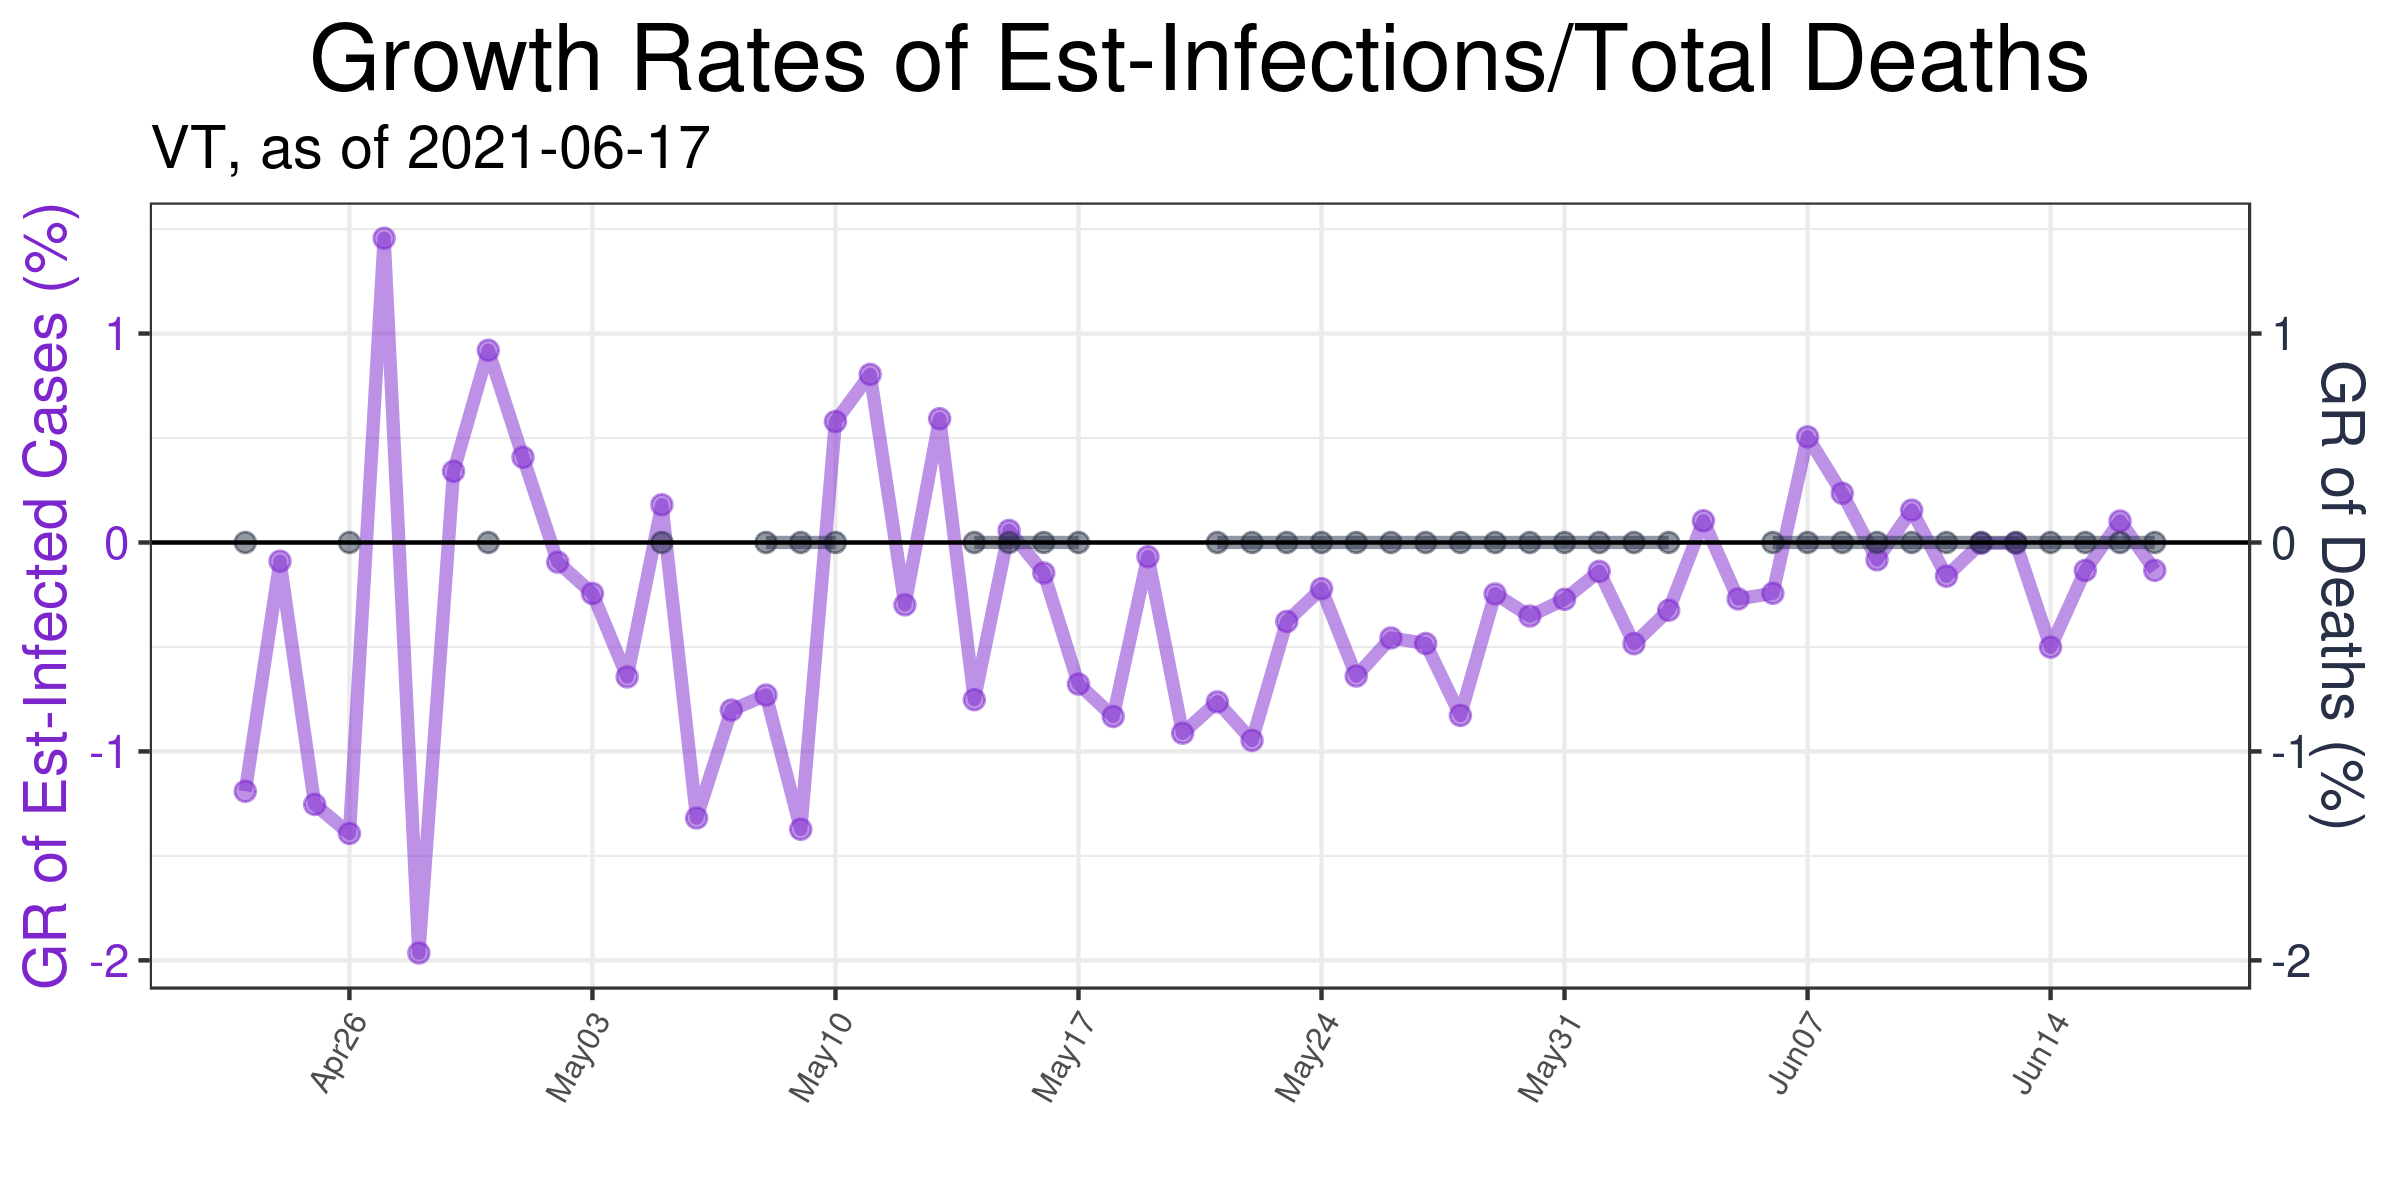 Growth Rates of Est-Infections/Total Deaths
VT, as of 2021-06-17
GR of Est-Infected Cases (%)
1
0
-1
-2
1
0
-1
-2
GR of Deaths (%)
Apr26
May03
May10
May17
May24
May31
Jun07
Jun14